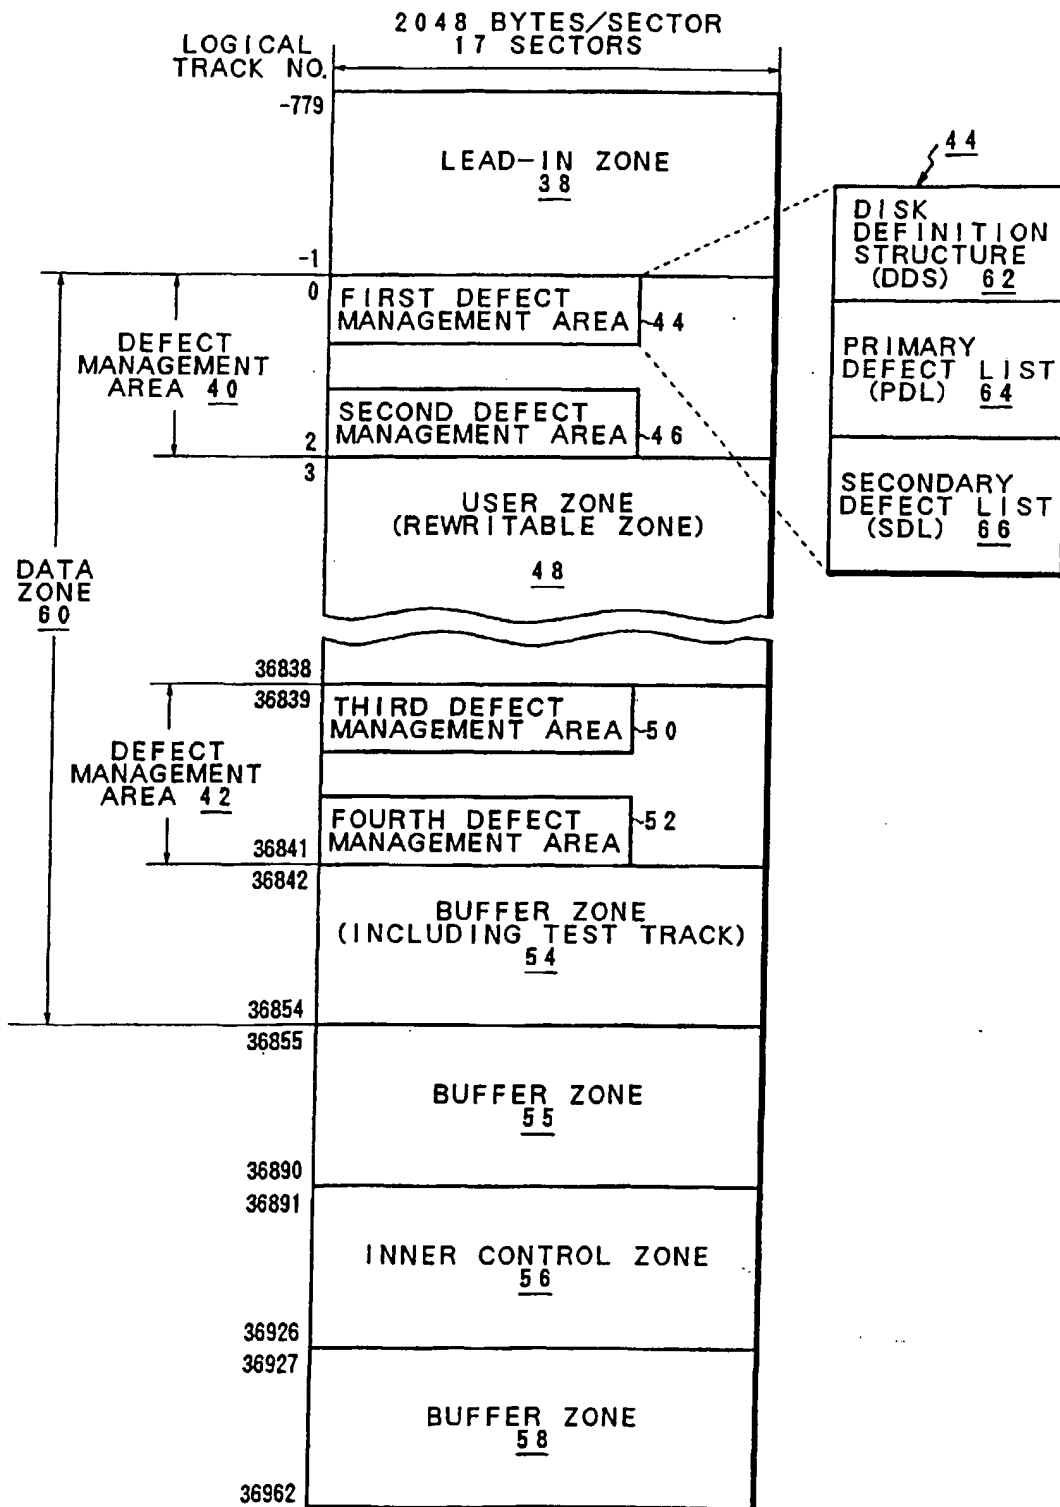 2048 BYTES/SECTOR
17 SECTORS
LOGICAL
TRACK NO.
-779
LEAD-IN ZONE
38
-1
0
FIRST DEFECT
MANAGEMENT AREA
44
DEFECT
MANAGEMENT
AREA 40
SECOND DEFECT
MANAGEMENT AREA
46
2
3
USER ZONE
(REWRITABLE ZONE)
48
44
DISK
DEFINITION
STRUCTURE
(DDS) 62
PRIMARY
DEFECT LIST
(PDL) 64
SECONDARY
DEFECT LIST
(SDL) 66
DATA
ZONE
60
36838
36839
THIRD DEFECT
MANAGEMENT AREA
50
DEFECT
MANAGEMENT
AREA 42
FOURTH DEFECT
MANAGEMENT AREA
52
36841
36842
BUFFER ZONE
(INCLUDING TEST TRACK)
54
36854
36855
BUFFER ZONE
55
36890
36891
INNER CONTROL ZONE
56
36926
36927
BUFFER ZONE
58
36962